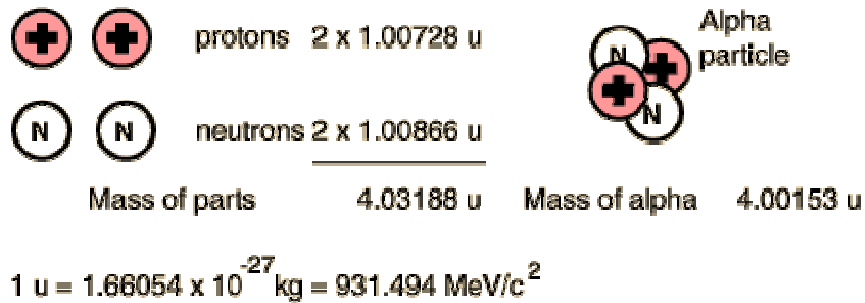 protons 2 x 1.00728 u
Alpha
particle
N
N
N N neutrons 2 x 1.00866 u
Mass of parts 4.03188 u Mass of alpha 4.00153 u
1 u = 1.66054 x 10^-27 kg = 931.494 MeV/c^2